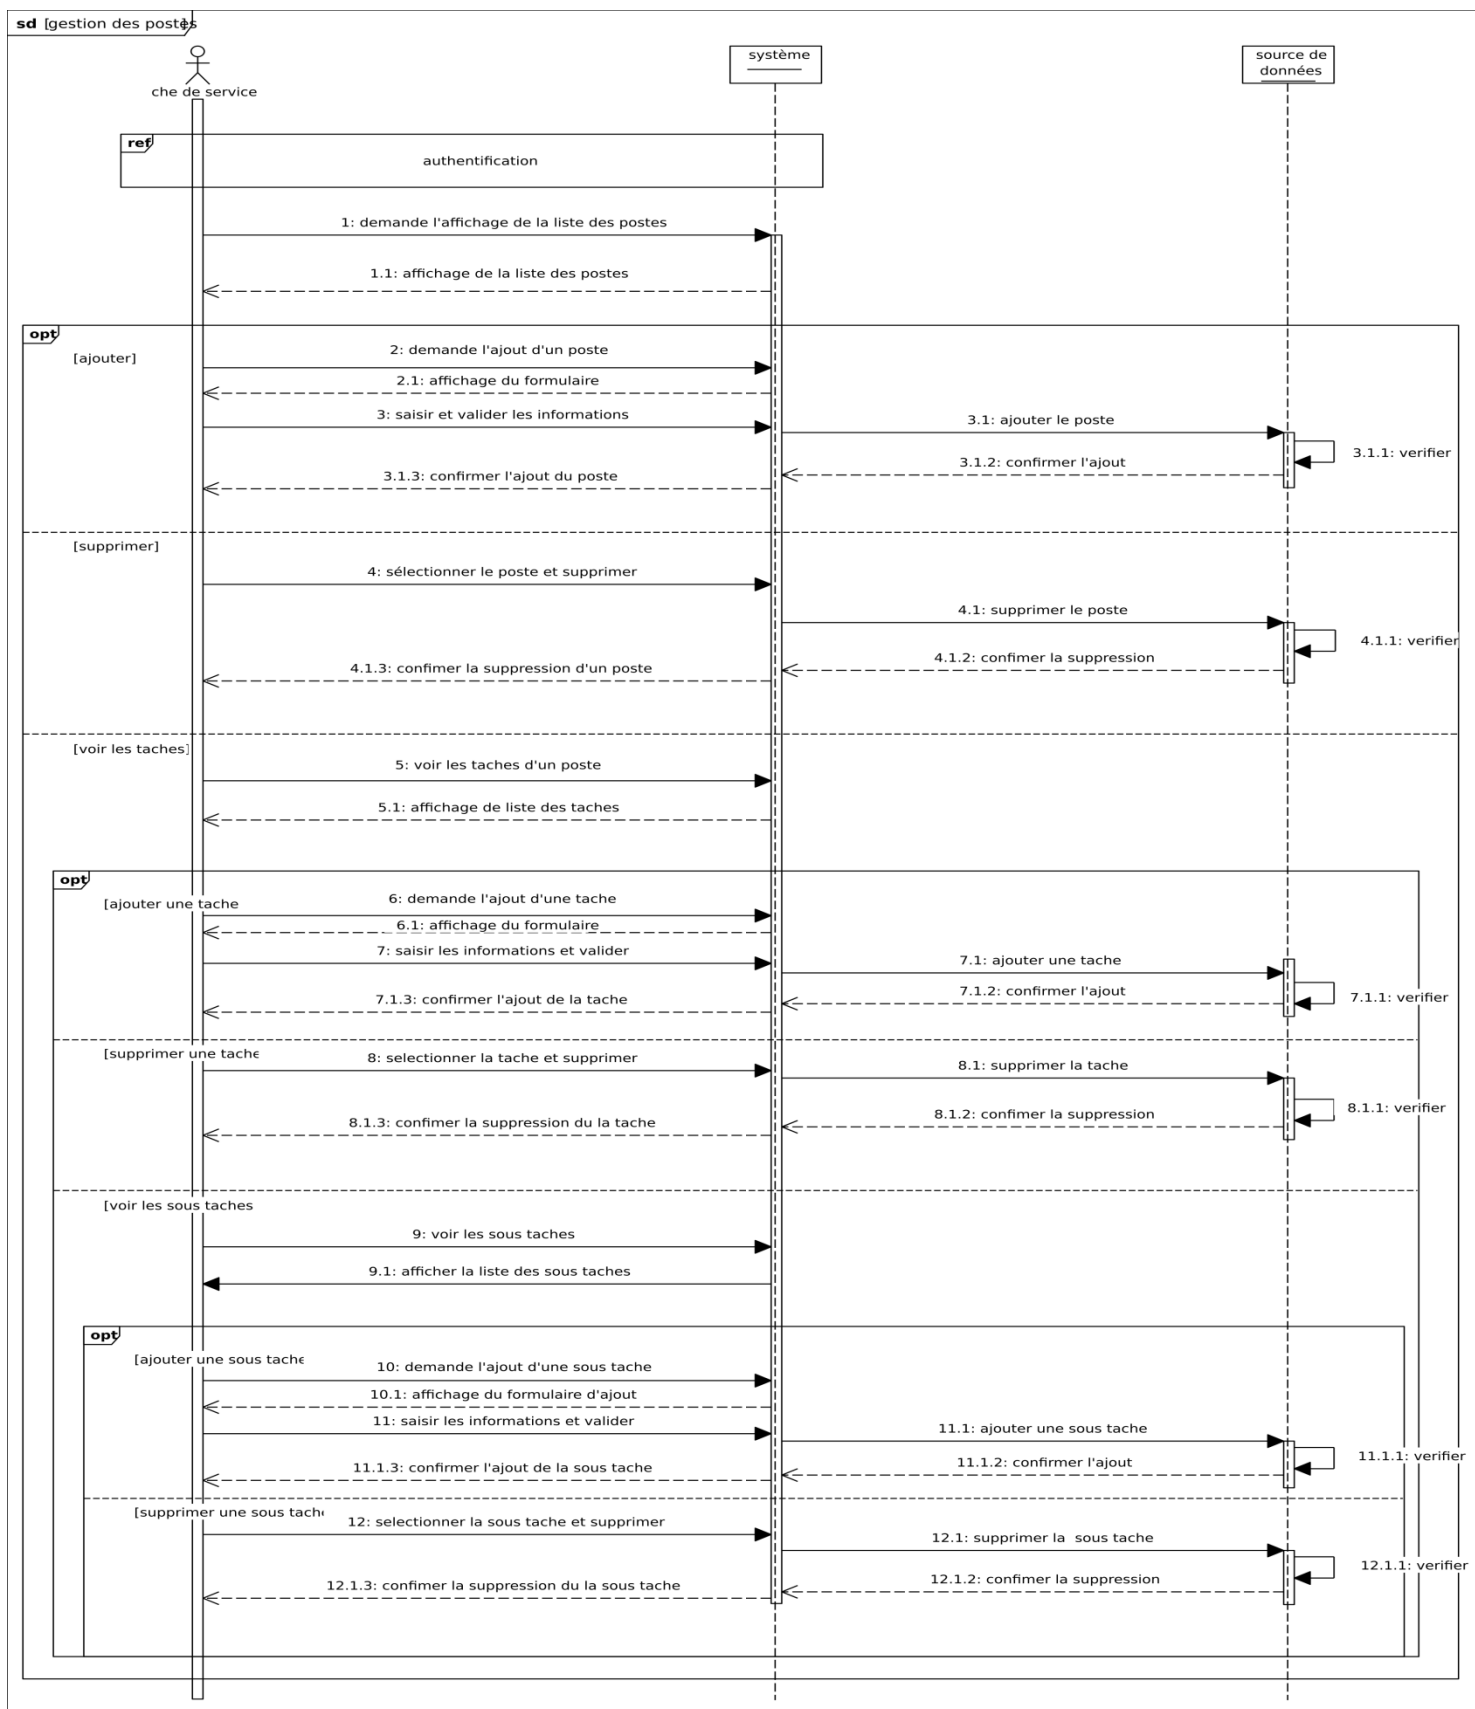 sd [gestion des postes]
système
source de
données
che de service
ref
authentification
1: demande l'affichage de la liste des postes
1.1: affichage de la liste des postes
opt
[ajouter]
2: demande l'ajout d'un poste
2.1: affichage du formulaire
3: saisir et valider les informations
3.1: ajouter le poste
3.1.1: verifier
3.1.2: confirmer l'ajout
3.1.3: confirmer l'ajout du poste
[supprimer]
4: sélectionner le poste et supprimer
4.1: supprimer le poste
4.1.1: verifier
4.1.2: confimer la suppression
4.1.3: confimer la suppression d'un poste
[voir les taches]
5: voir les taches d'un poste
5.1: affichage de liste des taches
opt
[ajouter une tache
6: demande l'ajout d'une tache
6.1: affichage du formulaire
7: saisir les informations et valider
7.1: ajouter une tache
7.1.1: verifier
7.1.2: confirmer l'ajout
7.1.3: confirmer l'ajout de la tache
[supprimer une tache
8: selectionner la tache et supprimer
8.1: supprimer la tache
8.1.1: verifier
8.1.2: confimer la suppression
8.1.3: confimer la suppression du la tache
[voir les sous taches
9: voir les sous taches
9.1: afficher la liste des sous taches
opt
[ajouter une sous tache
10: demande l'ajout d'une sous tache
10.1: affichage du formulaire d'ajout
11: saisir les informations et valider
11.1: ajouter une sous tache
11.1.1: verifier
11.1.2: confirmer l'ajout
11.1.3: confirmer l'ajout de la sous tache
[supprimer une sous tache
12: selectionner la sous tache et supprimer
12.1: supprimer la  sous tache
12.1.1: verifier
12.1.2: confimer la suppression
12.1.3: confimer la suppression du la sous tache